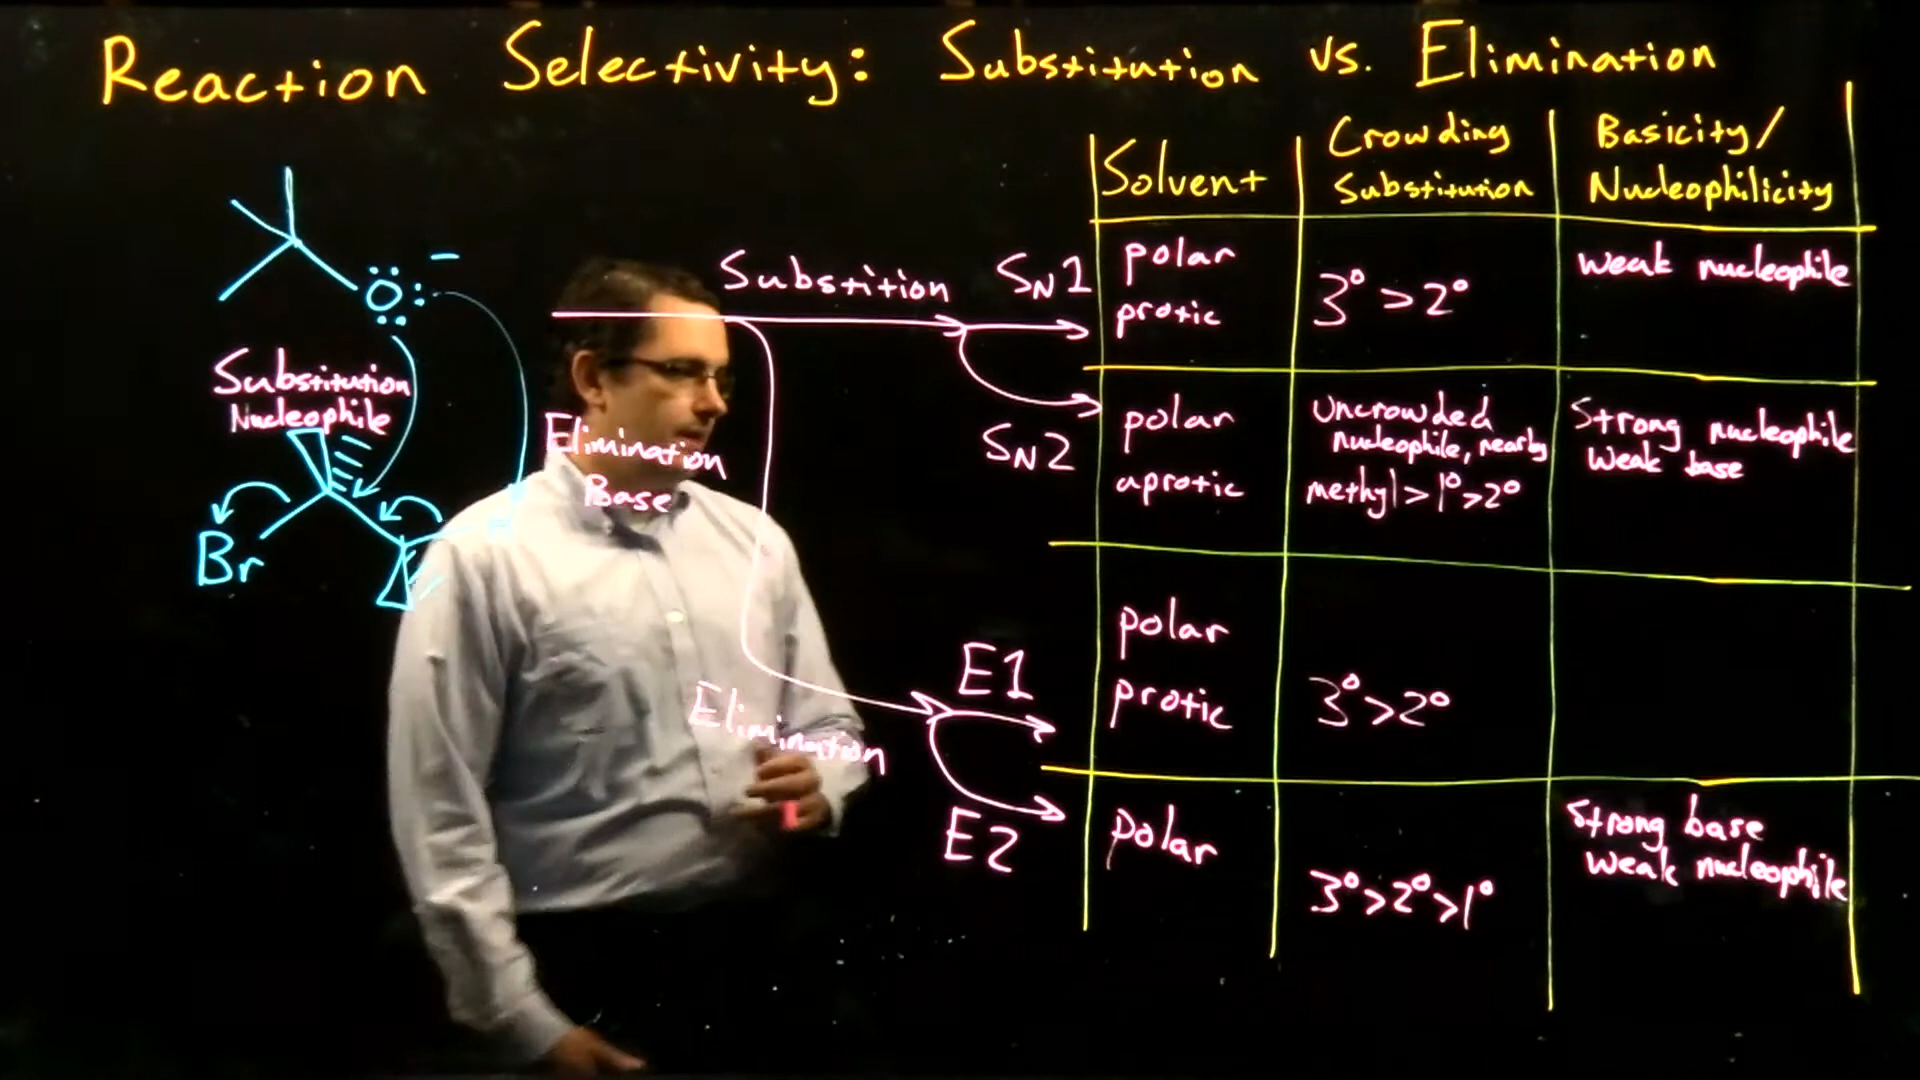 Reaction Selectivity: Substitution vs. Elimination
Solvent
Crowding
Substitution
Basicity/
Nucleophilicity
O
Substitution
Nucleophile
Br
Elimination
Base
Substition
SN1
SN2
Elimination
E1
E2
polar
protic
3° > 2°
weak nucleophile
polar
aprotic
Uncrowded
nucleophile, nearby
methyl > 1° > 2°
Strong nucleophile
weak base
polar
protic
3° > 2°
polar
3° > 2° > 1°
Strong base
weak nucleophile